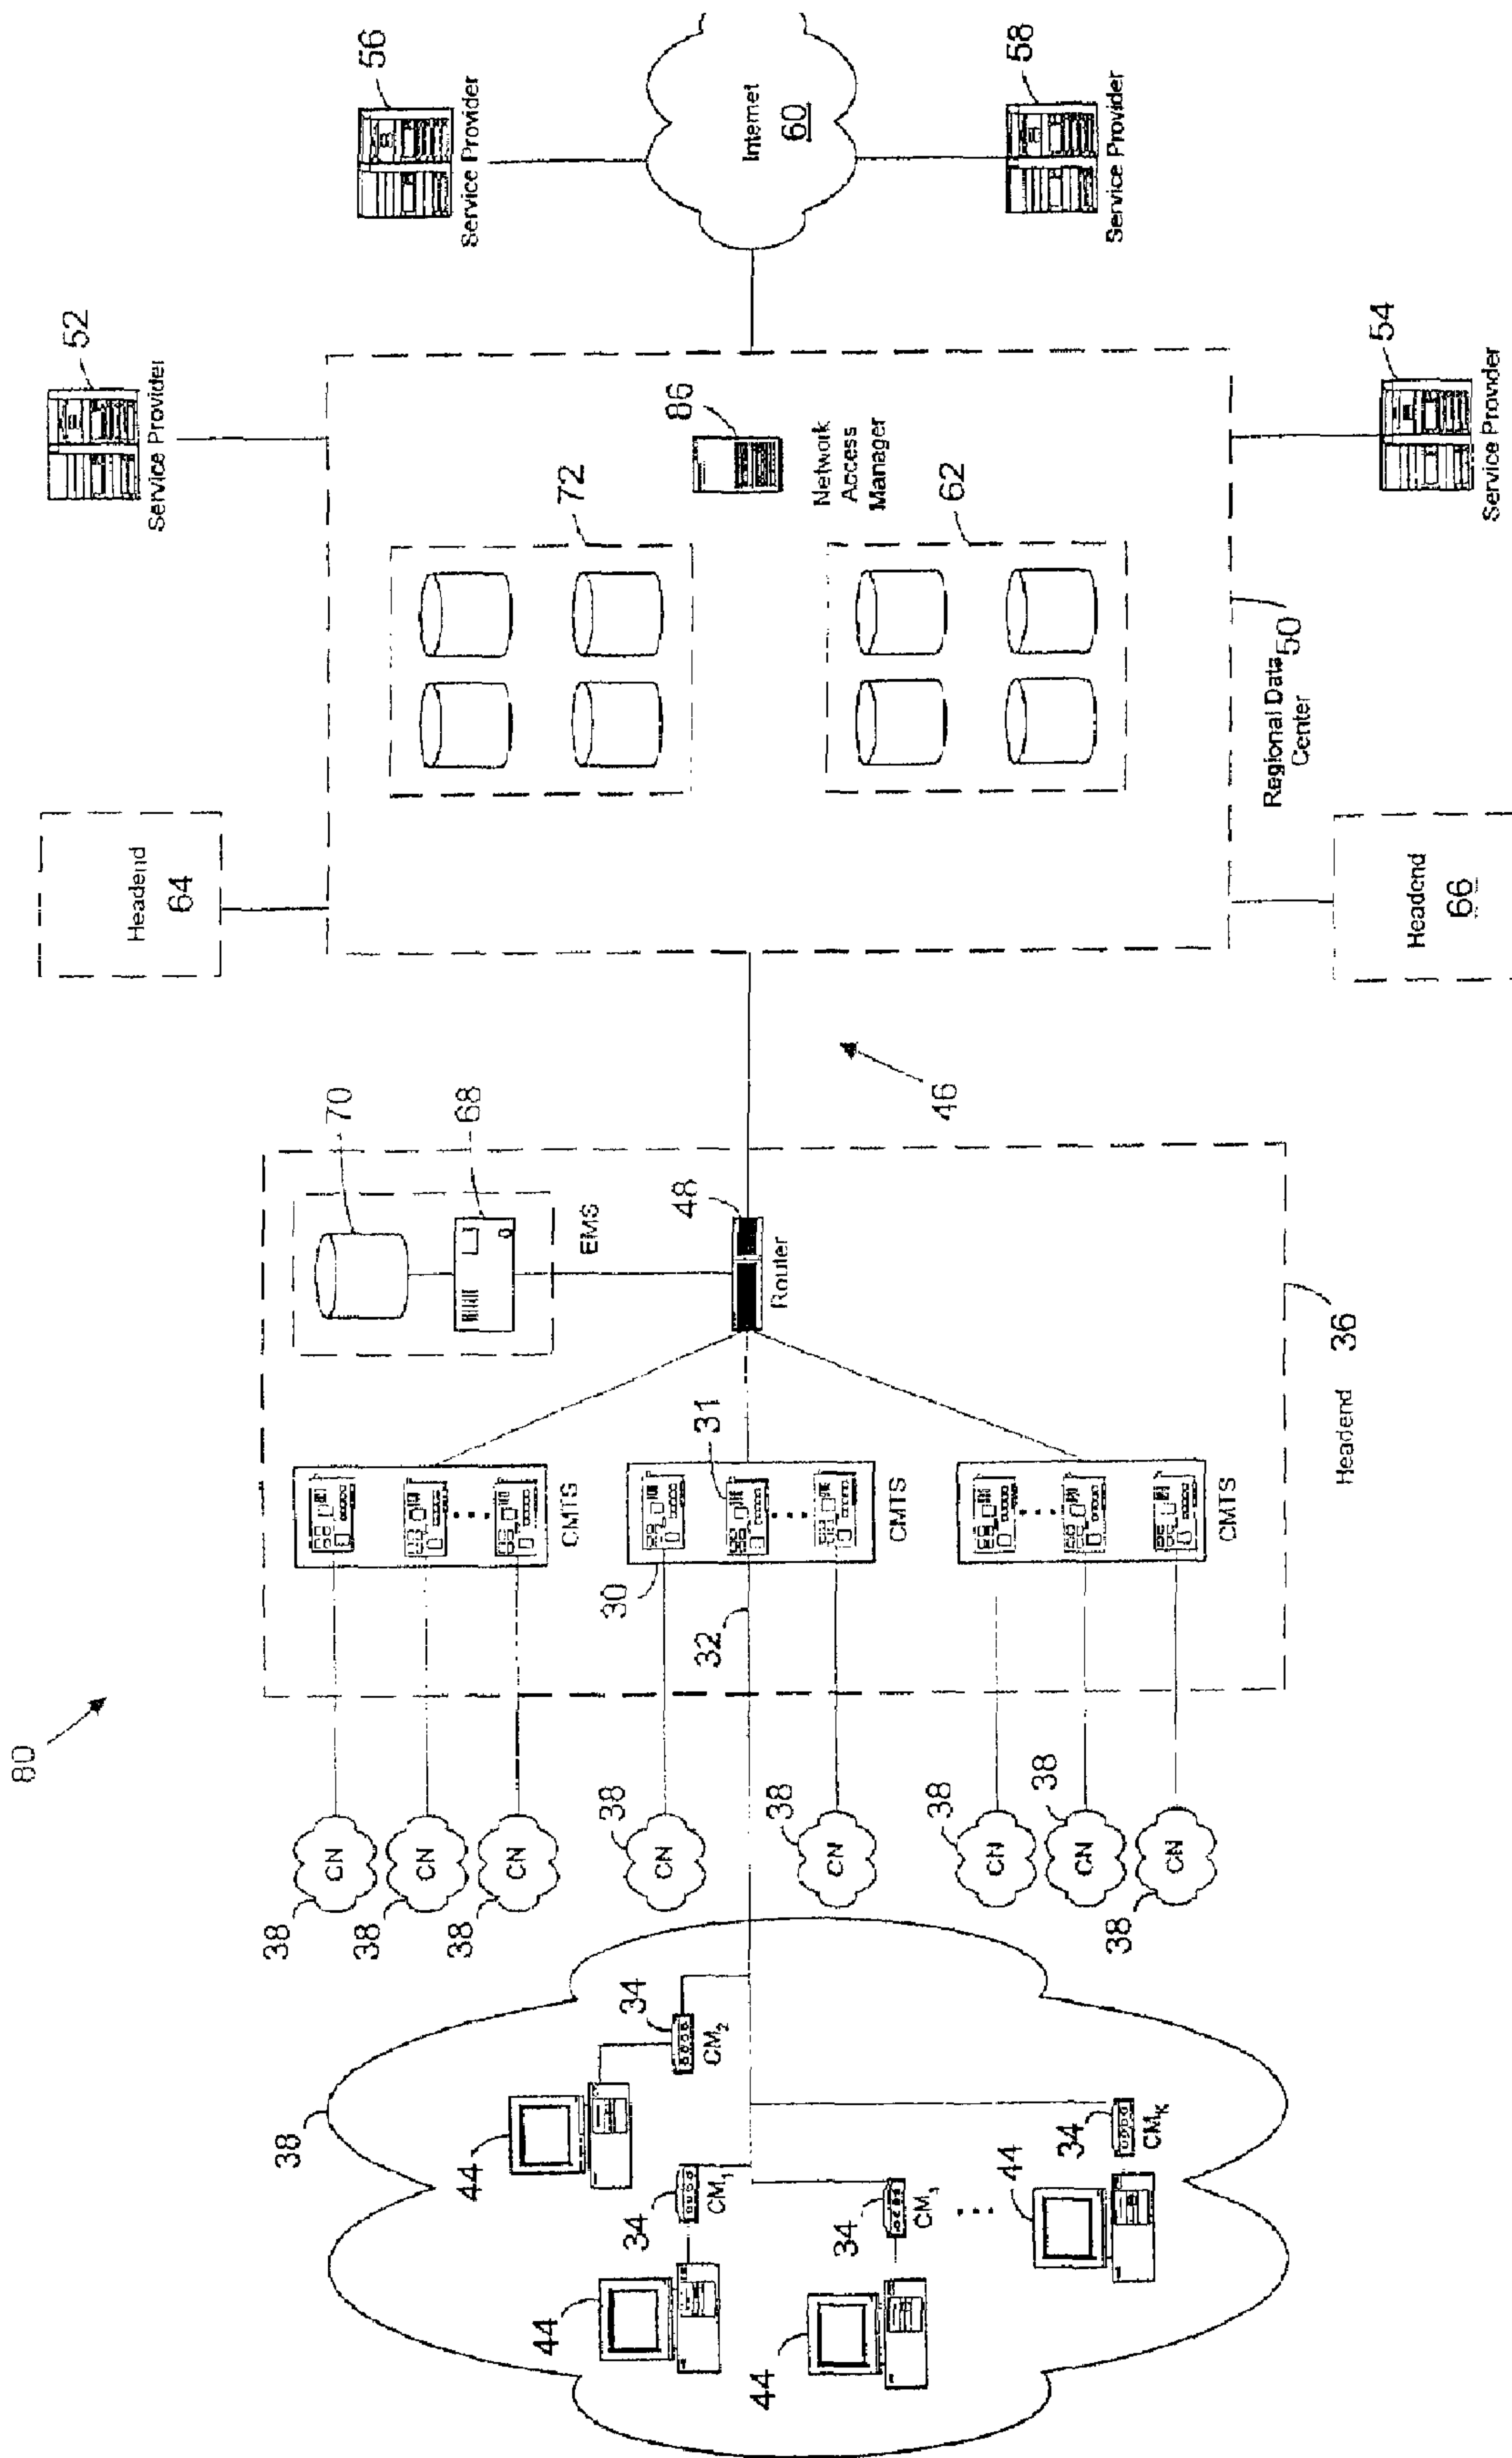 80
38
44
34
CM2
44
34
CM1
44
34
CM3
44
34
CMK
38
CN
38
CN
38
CN
38
CN
38
CN
38
CN
38
CN
38
CN
32
30
31
CMTS
CMTS
CMTS
70
68
EMS
48
Router
Headend
36
46
Headend
64
Headend
66
72
62
86
Network
Access
Manager
Regional Data
Center
50
52
Service Provider
54
Service Provider
56
Service Provider
58
Service Provider
Internet
60